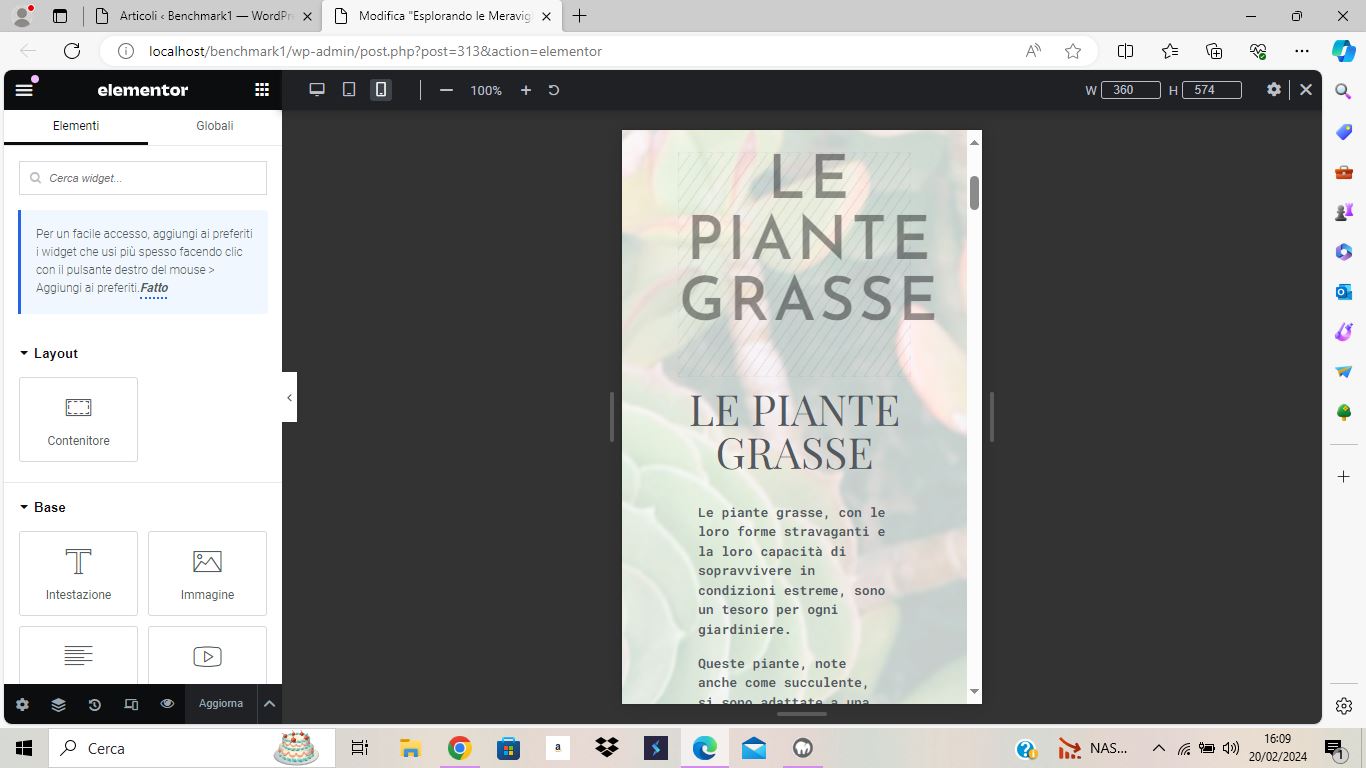 Articoli ‹ Benchmark1 — WordPr
Modifica "Esplorando le Meravigl
localhost/benchmark1/wp-admin/post.php?post=313&action=elementor
elementor
100%
W 360 H 574
Elementi Globali
Cerca widget...
Per un facile accesso, aggiungi ai preferiti
i widget che usi più spesso facendo clic
con il pulsante destro del mouse >
Aggiungi ai preferiti.Fatto
Layout
Contenitore
Base
Intestazione
Immagine
Aggiorna
LE
PIANTE
GRASSE
LE PIANTE
GRASSE
Le piante grasse, con le
loro forme stravaganti e
la loro capacità di
sopravvivere in
condizioni estreme, sono
un tesoro per ogni
giardiniere.
Queste piante, note
anche come succulente,
si sono adattate a una
Cerca
a
NAS...
16:09
20/02/2024
1